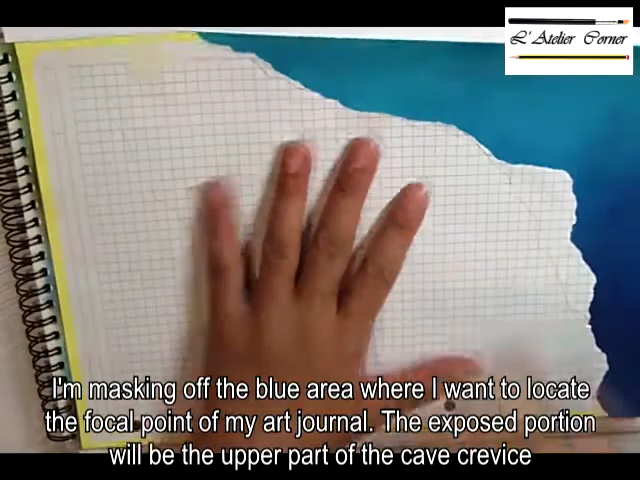 L'Atelier Corner
I'm masking off the blue area where I want to locate
the focal point of my art journal. The exposed portion
will be the upper part of the cave crevice